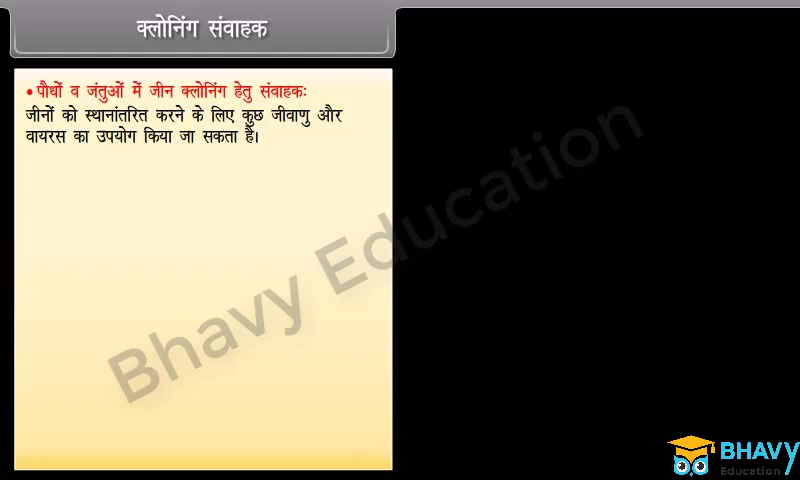 क्लोनिंग संवाहक
• पौधों व जंतुओं में जीन क्लोनिंग हेतु संवाहकः
जीनों को स्थानांतरित करने के लिए कुछ जीवाणु और
वायरस का उपयोग किया जा सकता है।
Bhavy Education
BHAVY
Education